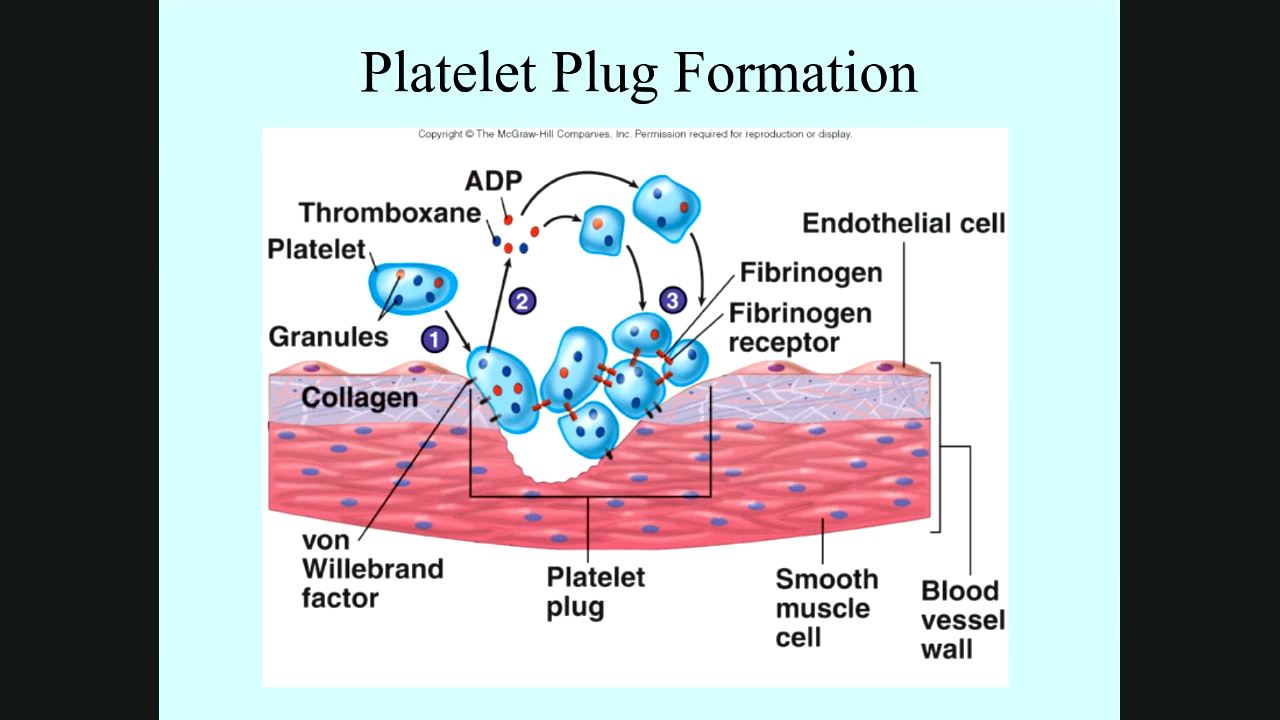 Platelet Plug Formation
Copyright © The McGraw-Hill Companies, Inc. Permission required for reproduction or display.
ADP
Thromboxane
Platelet
Granules
1
2
3
Endothelial cell
Fibrinogen
Fibrinogen
receptor
Collagen
von
Willebrand
factor
Platelet
plug
Smooth
muscle
cell
Blood
vessel
wall